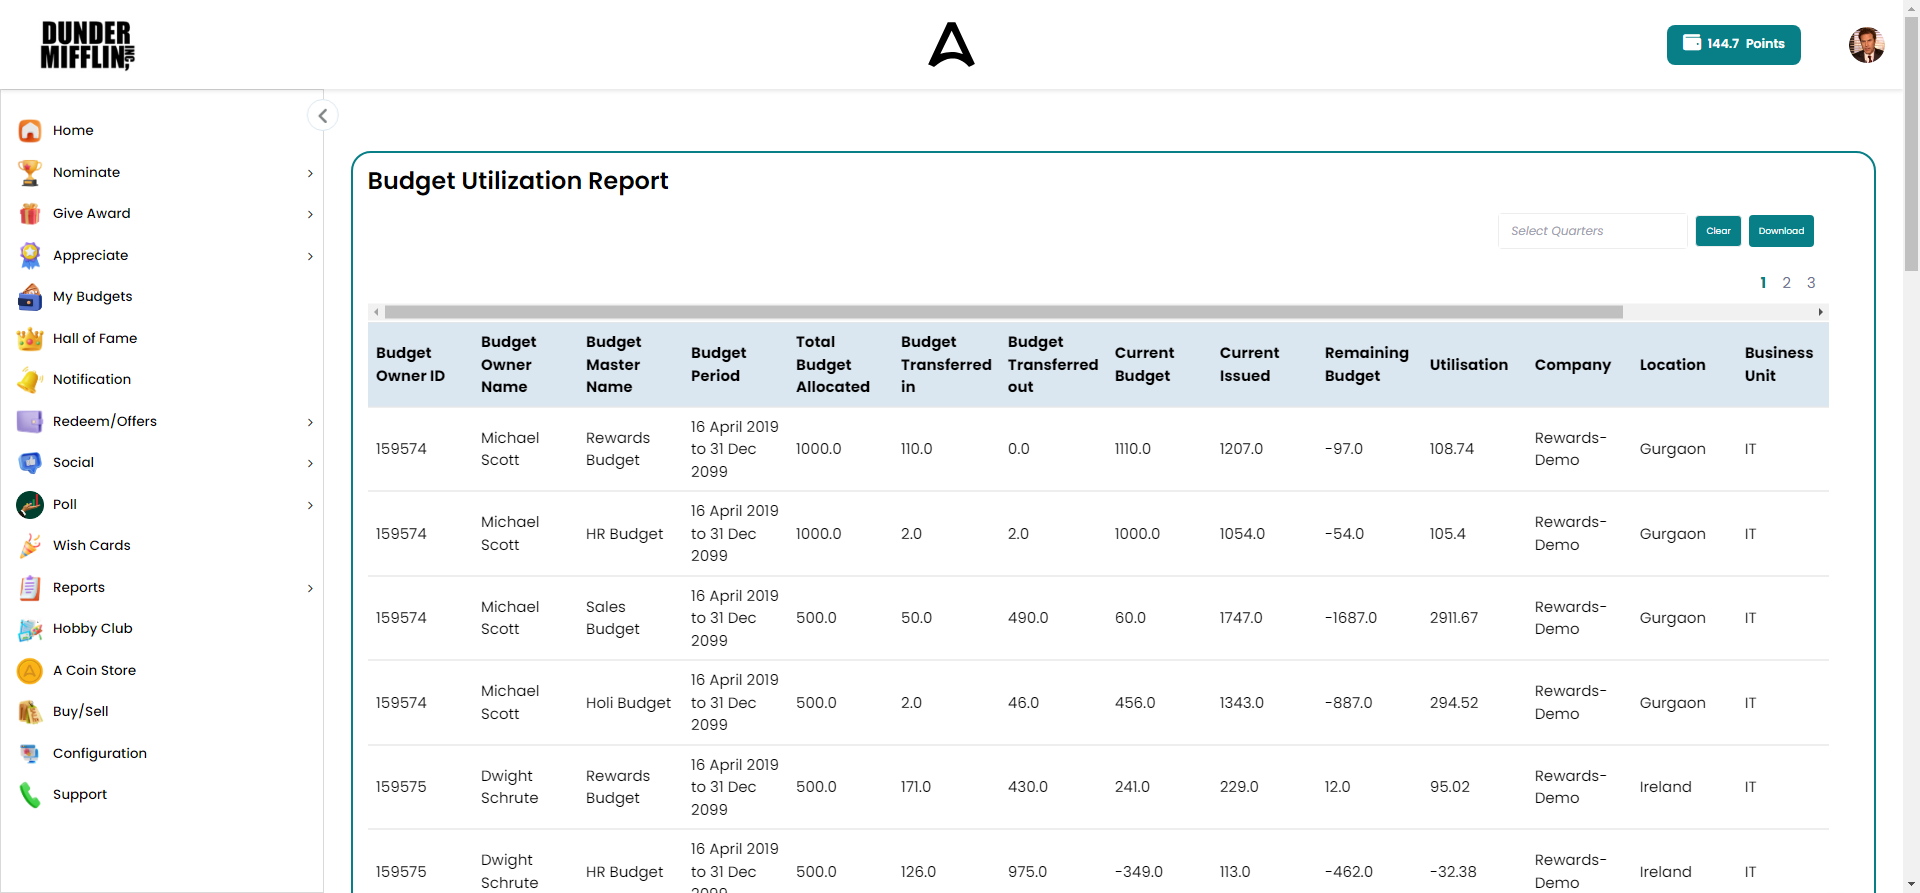 DUNDER
MIFFLIN INC,
144.7 Points
Home
Nominate
Give Award
Appreciate
My Budgets
Hall of Fame
Notification
Redeem/Offers
Social
Poll
Wish Cards
Reports
Hobby Club
A Coin Store
Buy/Sell
Configuration
Support
Budget Utilization Report
Select Quarters
Clear
Download
1 2 3
Budget Owner ID
Budget Owner Name
Budget Master Name
Budget Period
Total Budget Allocated
Budget Transferred in
Budget Transferred out
Current Budget
Current Issued
Remaining Budget
Utilisation
Company
Location
Business Unit
159574 Michael Scott Rewards Budget 16 April 2019 to 31 Dec 2099 1000.0 110.0 0.0 1110.0 1207.0 -97.0 108.74 Rewards-Demo Gurgaon IT
159574 Michael Scott HR Budget 16 April 2019 to 31 Dec 2099 1000.0 2.0 2.0 1000.0 1054.0 -54.0 105.4 Rewards-Demo Gurgaon IT
159574 Michael Scott Sales Budget 16 April 2019 to 31 Dec 2099 500.0 50.0 490.0 60.0 1747.0 -1687.0 2911.67 Rewards-Demo Gurgaon IT
159574 Michael Scott Holi Budget 16 April 2019 to 31 Dec 2099 500.0 2.0 46.0 456.0 1343.0 -887.0 294.52 Rewards-Demo Gurgaon IT
159575 Dwight Schrute Rewards Budget 16 April 2019 to 31 Dec 2099 500.0 171.0 430.0 241.0 229.0 12.0 95.02 Rewards-Demo Ireland IT
159575 Dwight Schrute HR Budget 16 April 2019 to 31 Dec 2099 500.0 126.0 975.0 -349.0 113.0 -462.0 -32.38 Rewards-Demo Ireland IT